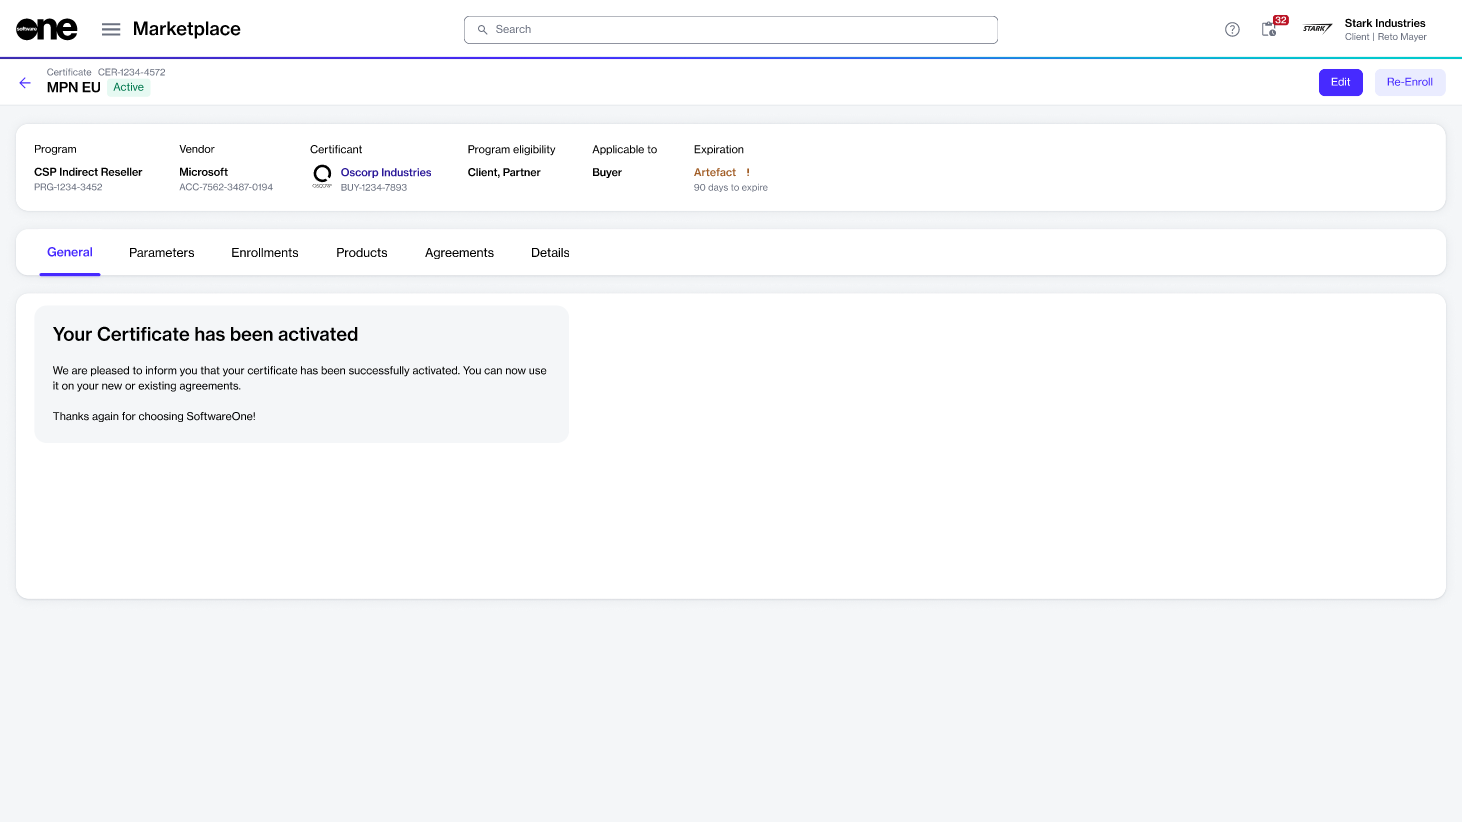 software one
Marketplace
Search
32
STARK
Stark Industries
Client | Reto Mayer
Certificate CER-1234-4572
MPN EU Active
Edit
Re-Enroll
Program
CSP Indirect Reseller
PRG-1234-3452
Vendor
Microsoft
ACC-7562-3487-0194
Certificant
OSCORP
Oscorp Industries
BUY-1234-7893
Program eligibility
Client, Partner
Applicable to
Buyer
Expiration
Artefact !
90 days to expire
General Parameters Enrollments Products Agreements Details
Your Certificate has been activated
We are pleased to inform you that your certificate has been successfully activated. You can now use
it on your new or existing agreements.
Thanks again for choosing SoftwareOne!